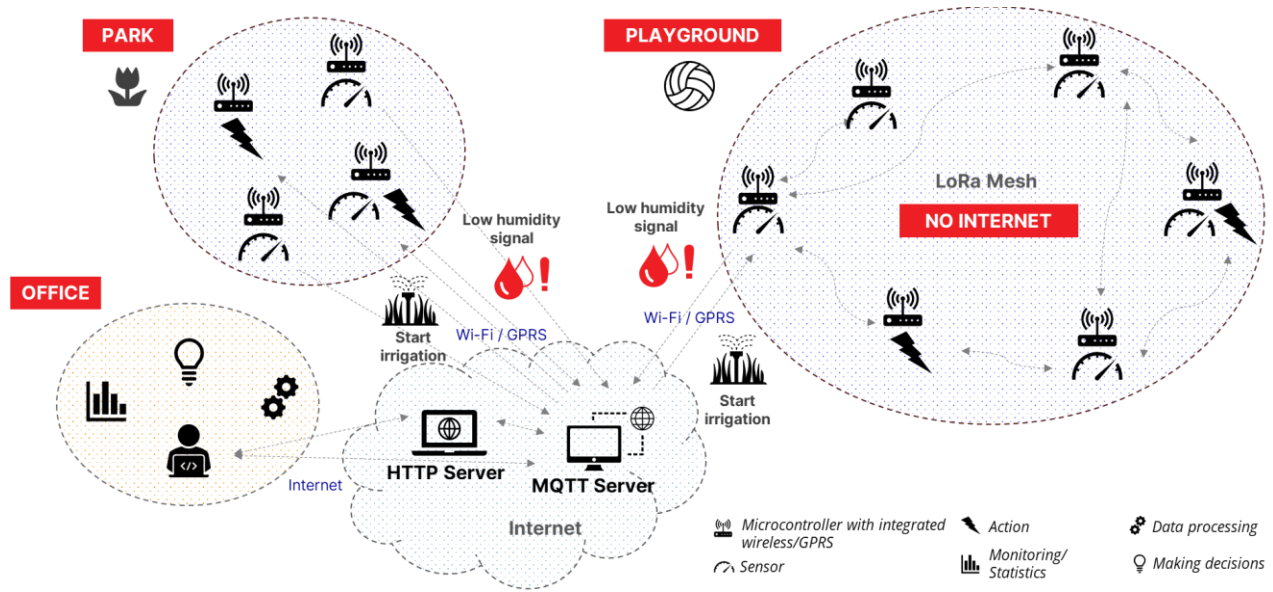 PARK
PLAYGROUND
LoRa Mesh
NO INTERNET
Low humidity
signal
Low humidity
signal
OFFICE
Wi-Fi / GPRS
Start
irrigation
Wi-Fi / GPRS
Start
irrigation
HTTP Server
MQTT Server
Internet
Internet
Microcontroller with integrated
wireless/GPRS
Sensor
Action
Monitoring/
Statistics
Data processing
Making decisions